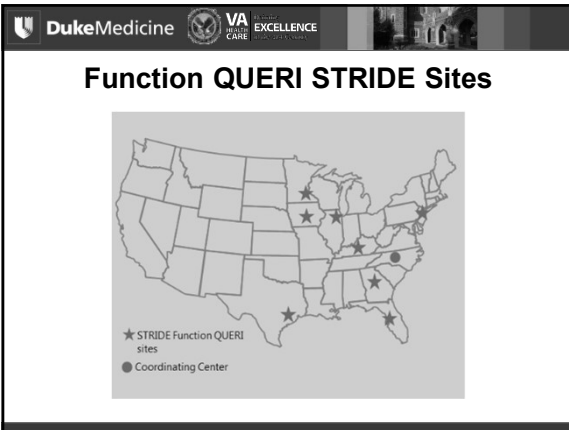 DukeMedicine
VA
HEALTH
CARE
EXCELLENCE
Function QUERI STRIDE Sites
STRIDE Function QUERI
sites
Coordinating Center